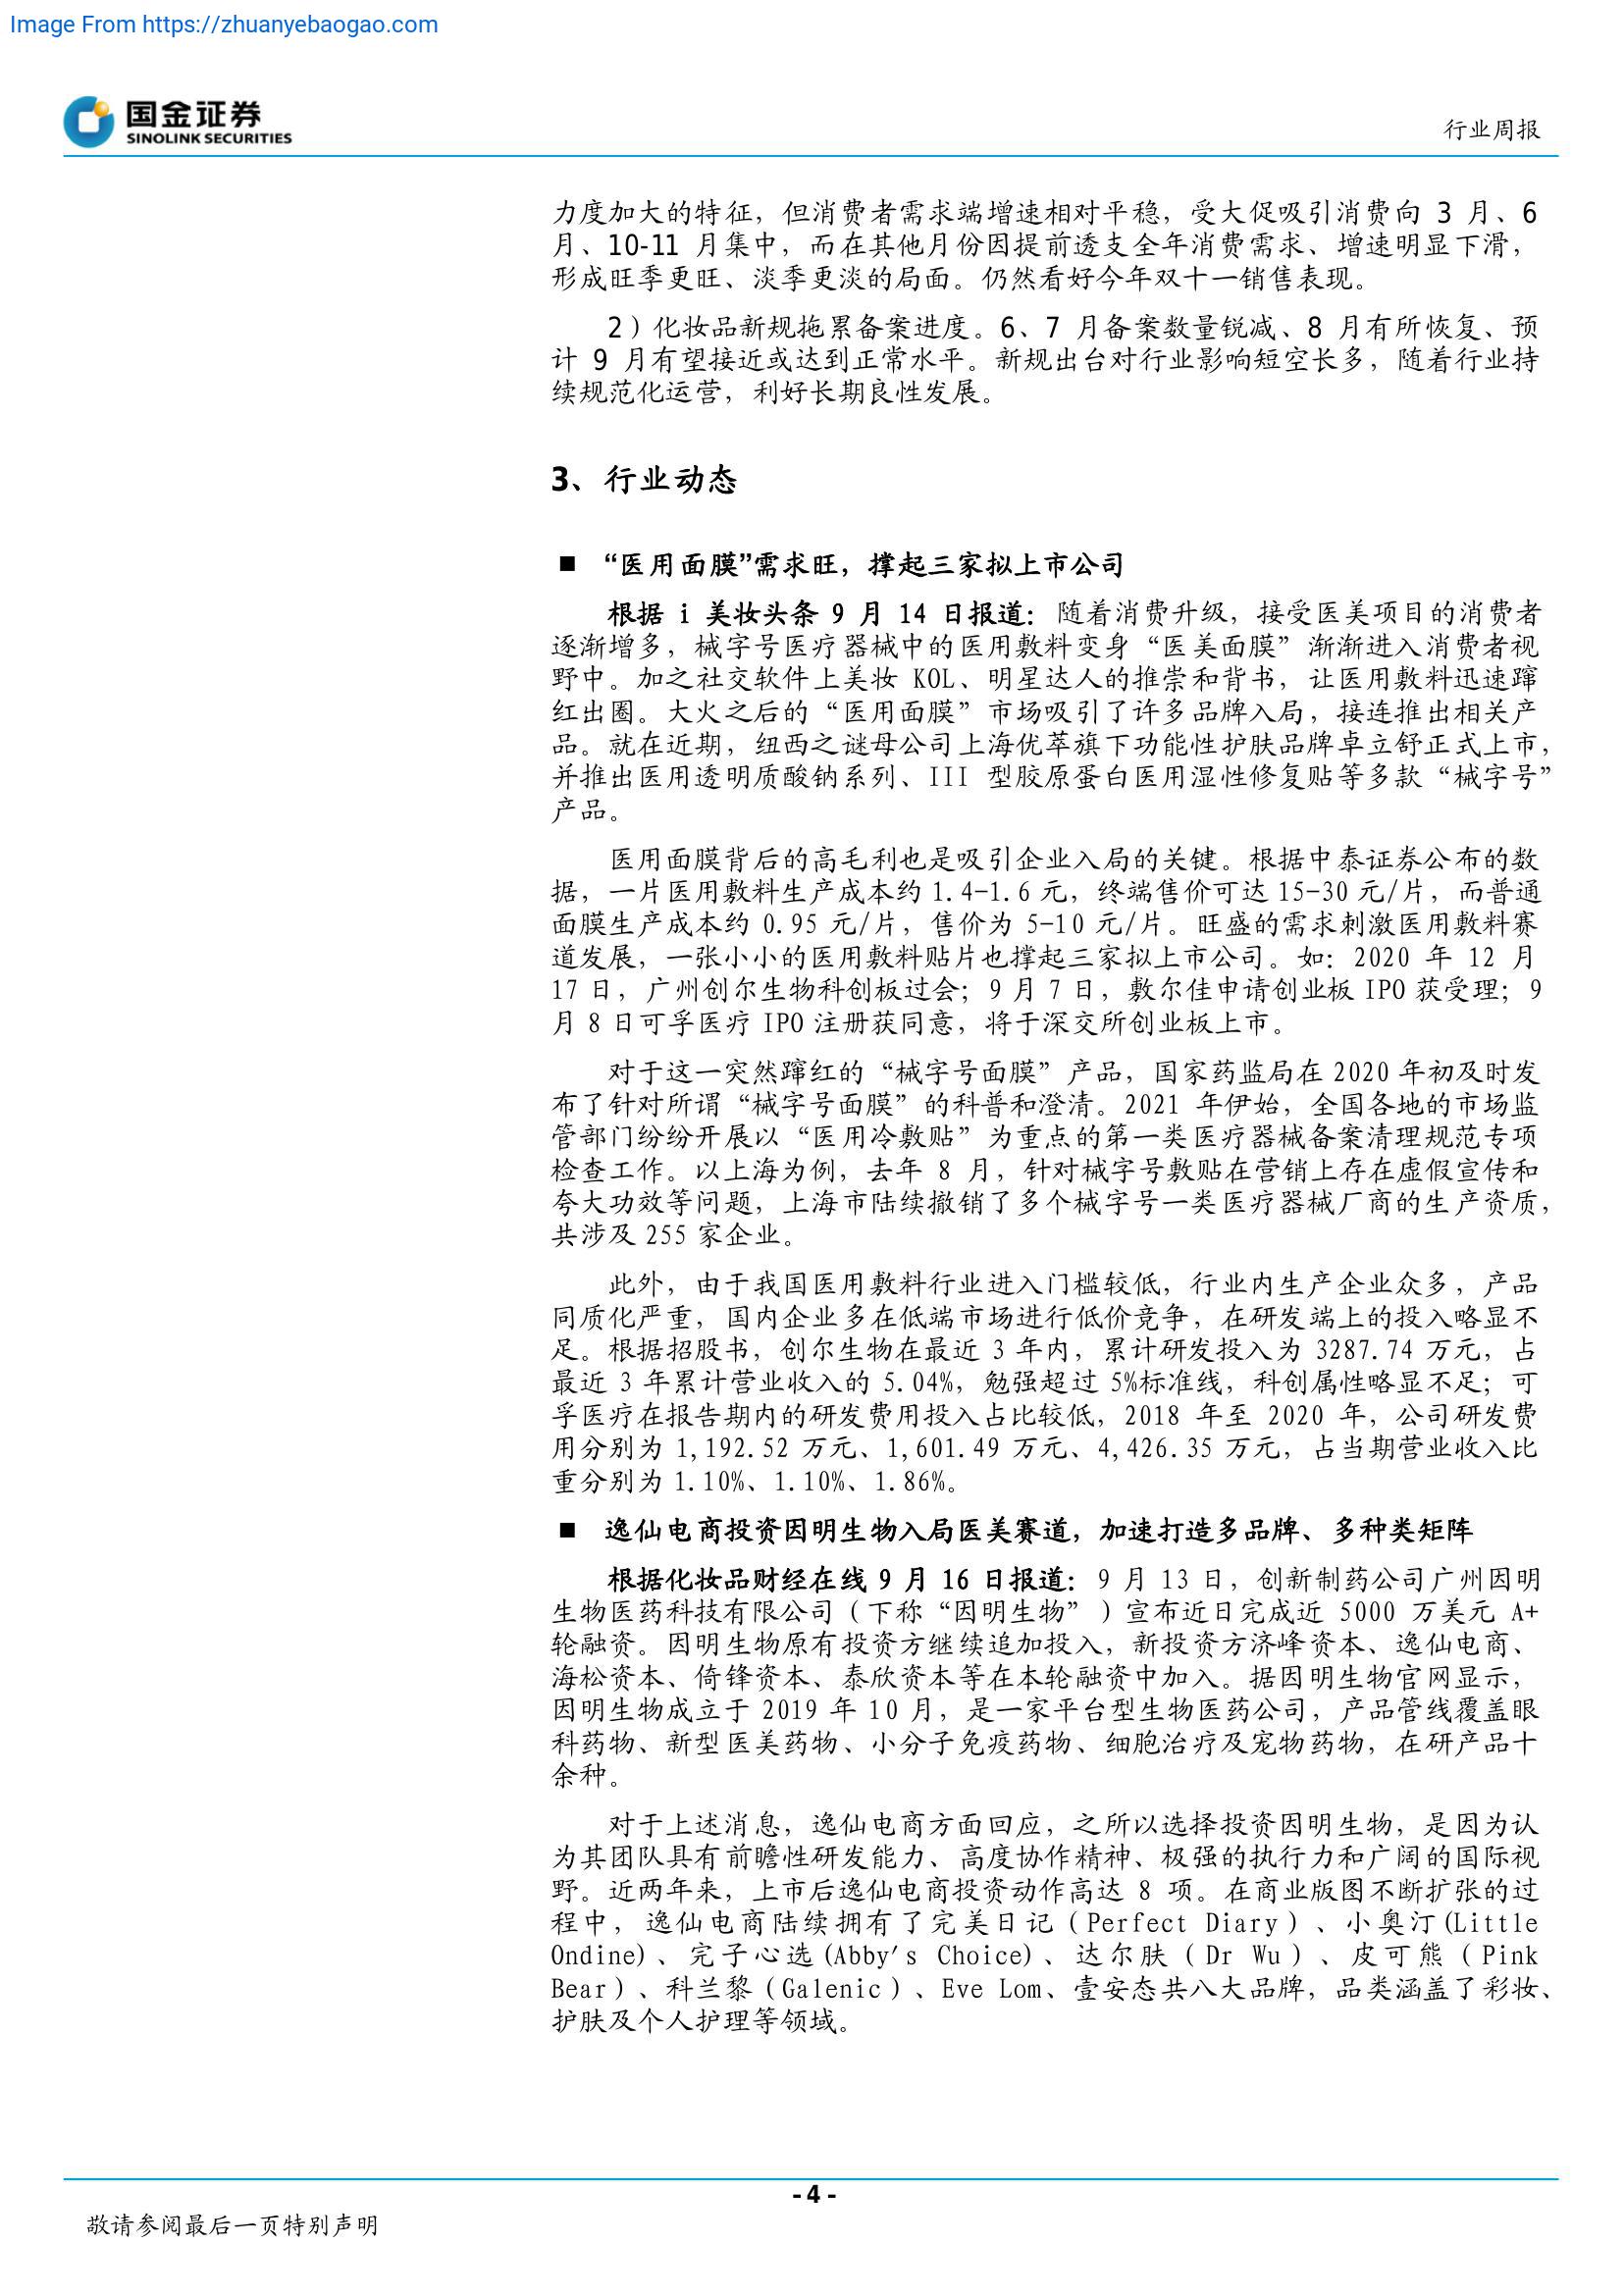 Image From https://zhuanyebaogao.com
国金证券
SINOLINK SECURITIES
行业周报
力度加大的特征，但消费者需求端增速相对平稳，受大促吸引消费向 3 月、6
月、10-11 月集中，而在其他月份因提前透支全年消费需求、增速明显下滑，
形成旺季更旺、淡季更淡的局面。仍然看好今年双十一销售表现。
2）化妆品新规拖累备案进度。6、7 月备案数量锐减、8 月有所恢复、预
计 9 月有望接近或达到正常水平。新规出台对行业影响短空长多，随着行业持
续规范化运营，利好长期良性发展。
3、行业动态
■ “医用面膜”需求旺，撑起三家拟上市公司
根据 i 美妆头条 9 月 14 日报道：随着消费升级，接受医美项目的消费者
逐渐增多，械字号医疗器械中的医用敷料变身“医美面膜”渐渐进入消费者视
野中。加之社交软件上美妆 KOL、明星达人的推崇和背书，让医用敷料迅速蹿
红出圈。大火之后的“医用面膜”市场吸引了许多品牌入局，接连推出相关产
品。就在近期，纽西之谜母公司上海优萃旗下功能性护肤品牌卓立舒正式上市，
并推出医用透明质酸钠系列、III 型胶原蛋白医用湿性修复贴等多款“械字号”
产品。
医用面膜背后的高毛利也是吸引企业入局的关键。根据中泰证券公布的数
据，一片医用敷料生产成本约 1.4-1.6 元，终端售价可达 15-30 元/片，而普通
面膜生产成本约 0.95 元/片，售价为 5-10 元/片。旺盛的需求刺激医用敷料赛
道发展，一张小小的医用敷料贴片也撑起三家拟上市公司。如：2020 年 12 月
17 日，广州创尔生物科创板过会；9 月 7 日，敷尔佳申请创业板 IPO 获受理；9
月 8 日可孚医疗 IPO 注册获同意，将于深交所创业板上市。
对于这一突然蹿红的“械字号面膜”产品，国家药监局在 2020 年初及时发
布了针对所谓“械字号面膜”的科普和澄清。2021 年伊始，全国各地的市场监
管部门纷纷开展以“医用冷敷贴”为重点的第一类医疗器械备案清理规范专项
检查工作。以上海为例，去年 8 月，针对械字号敷贴在营销上存在虚假宣传和
夸大功效等问题，上海市陆续撤销了多个械字号一类医疗器械厂商的生产资质，
共涉及 255 家企业。
此外，由于我国医用敷料行业进入门槛较低，行业内生产企业众多，产品
同质化严重，国内企业多在低端市场进行低价竞争，在研发端上的投入略显不
足。根据招股书，创尔生物在最近 3 年内，累计研发投入为 3287.74 万元，占
最近 3 年累计营业收入的 5.04%，勉强超过 5%标准线，科创属性略显不足；可
孚医疗在报告期内的研发费用投入占比较低，2018 年至 2020 年，公司研发费
用分别为 1,192.52 万元、1,601.49 万元、4,426.35 万元，占当期营业收入比
重分别为 1.10%、1.10%、1.86%。
■ 逸仙电商投资因明生物入局医美赛道，加速打造多品牌、多种类矩阵
根据化妆品财经在线 9 月 16 日报道：9 月 13 日，创新制药公司广州因明
生物医药科技有限公司（下称“因明生物”）宣布近日完成近 5000 万美元 A+
轮融资。因明生物原有投资方继续追加投入，新投资方济峰资本、逸仙电商、
海松资本、倚锋资本、泰欣资本等在本轮融资中加入。据因明生物官网显示，
因明生物成立于 2019 年 10 月，是一家平台型生物医药公司，产品管线覆盖眼
科药物、新型医美药物、小分子免疫药物、细胞治疗及宠物药物，在研产品十
余种。
对于上述消息，逸仙电商方面回应，之所以选择投资因明生物，是因为认
为其团队具有前瞻性研发能力、高度协作精神、极强的执行力和广阔的国际视
野。近两年来，上市后逸仙电商投资动作高达 8 项。在商业版图不断扩张的过
程中，逸仙电商陆续拥有了完美日记（Perfect Diary）、小奥汀(Little
Ondine)、完子心选(Abby's Choice)、达尔肤（Dr Wu）、皮可熊（Pink
Bear）、科兰黎（Galenic）、Eve Lom、壹安态共八大品牌，品类涵盖了彩妆、
护肤及个人护理等领域。
- 4 -
敬请参阅最后一页特别声明